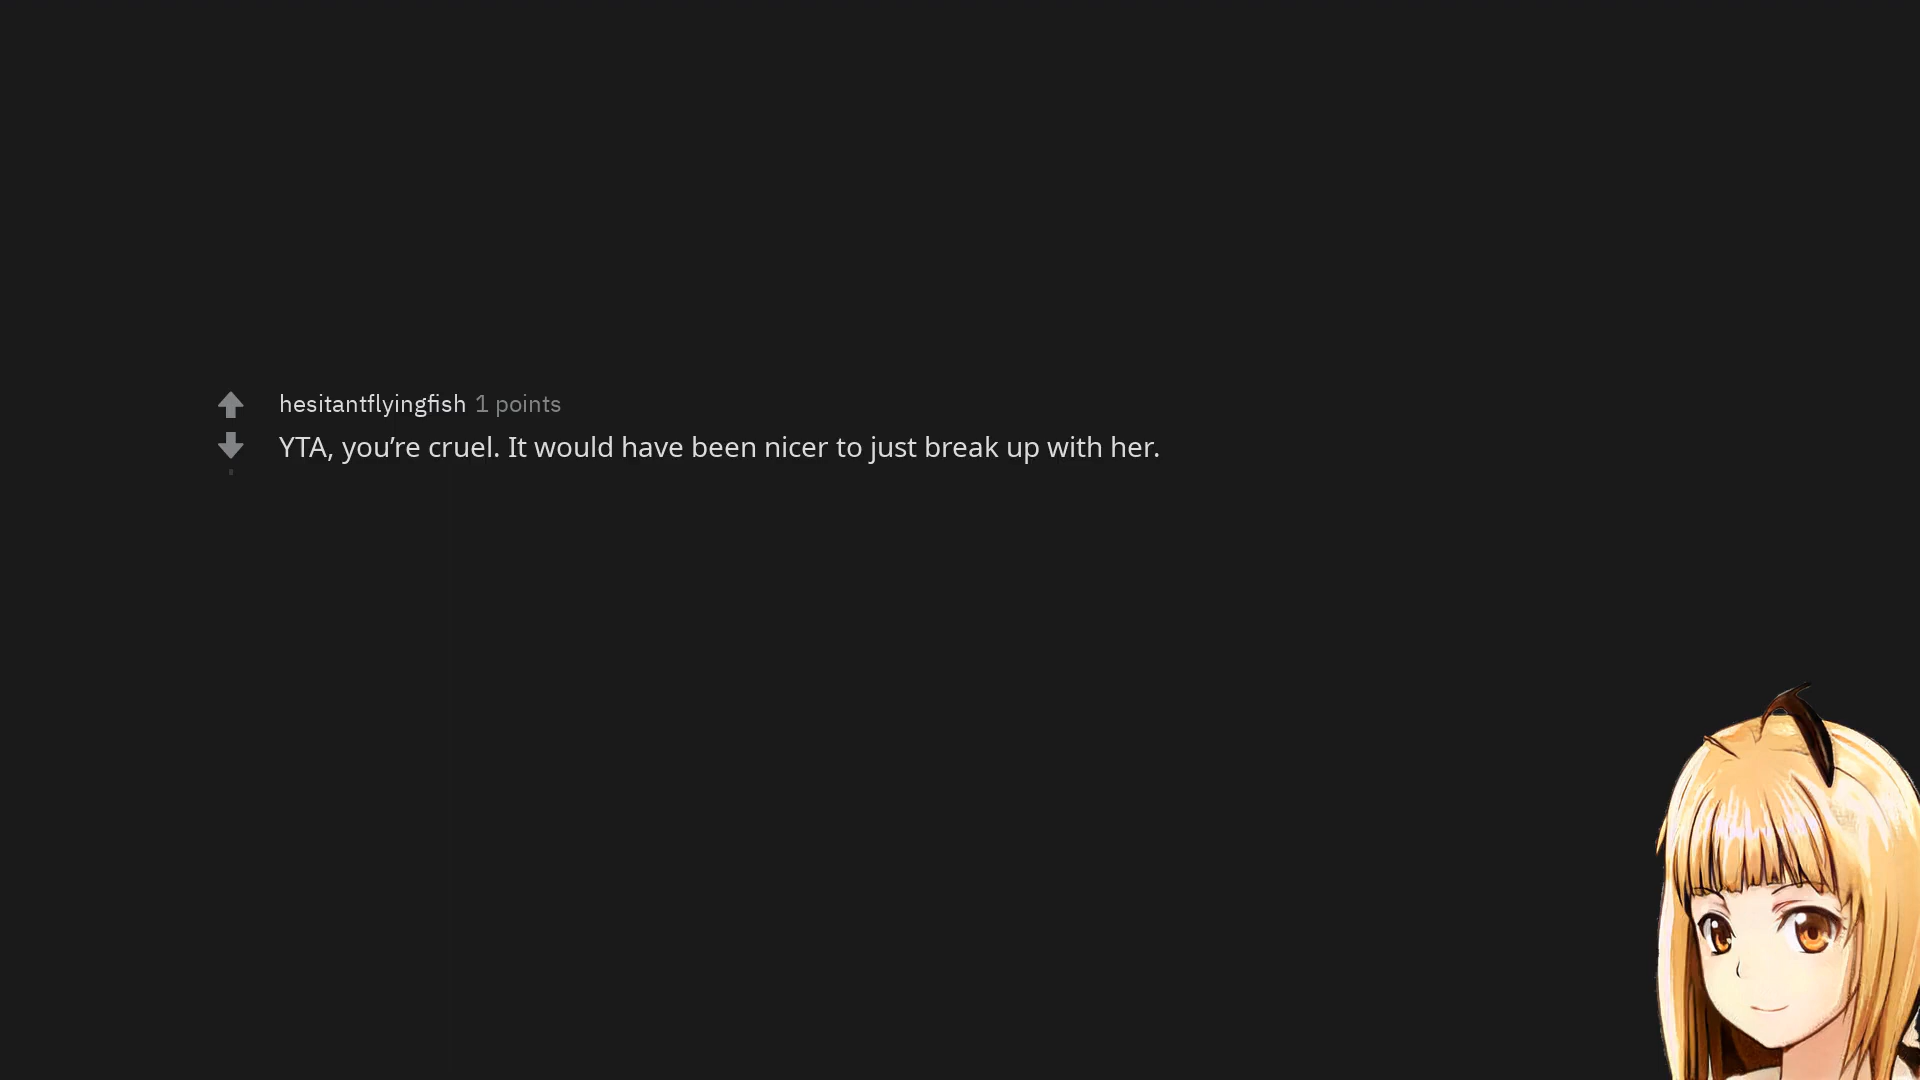 hesitantflyingfish 1 points
YTA, you’re cruel. It would have been nicer to just break up with her.